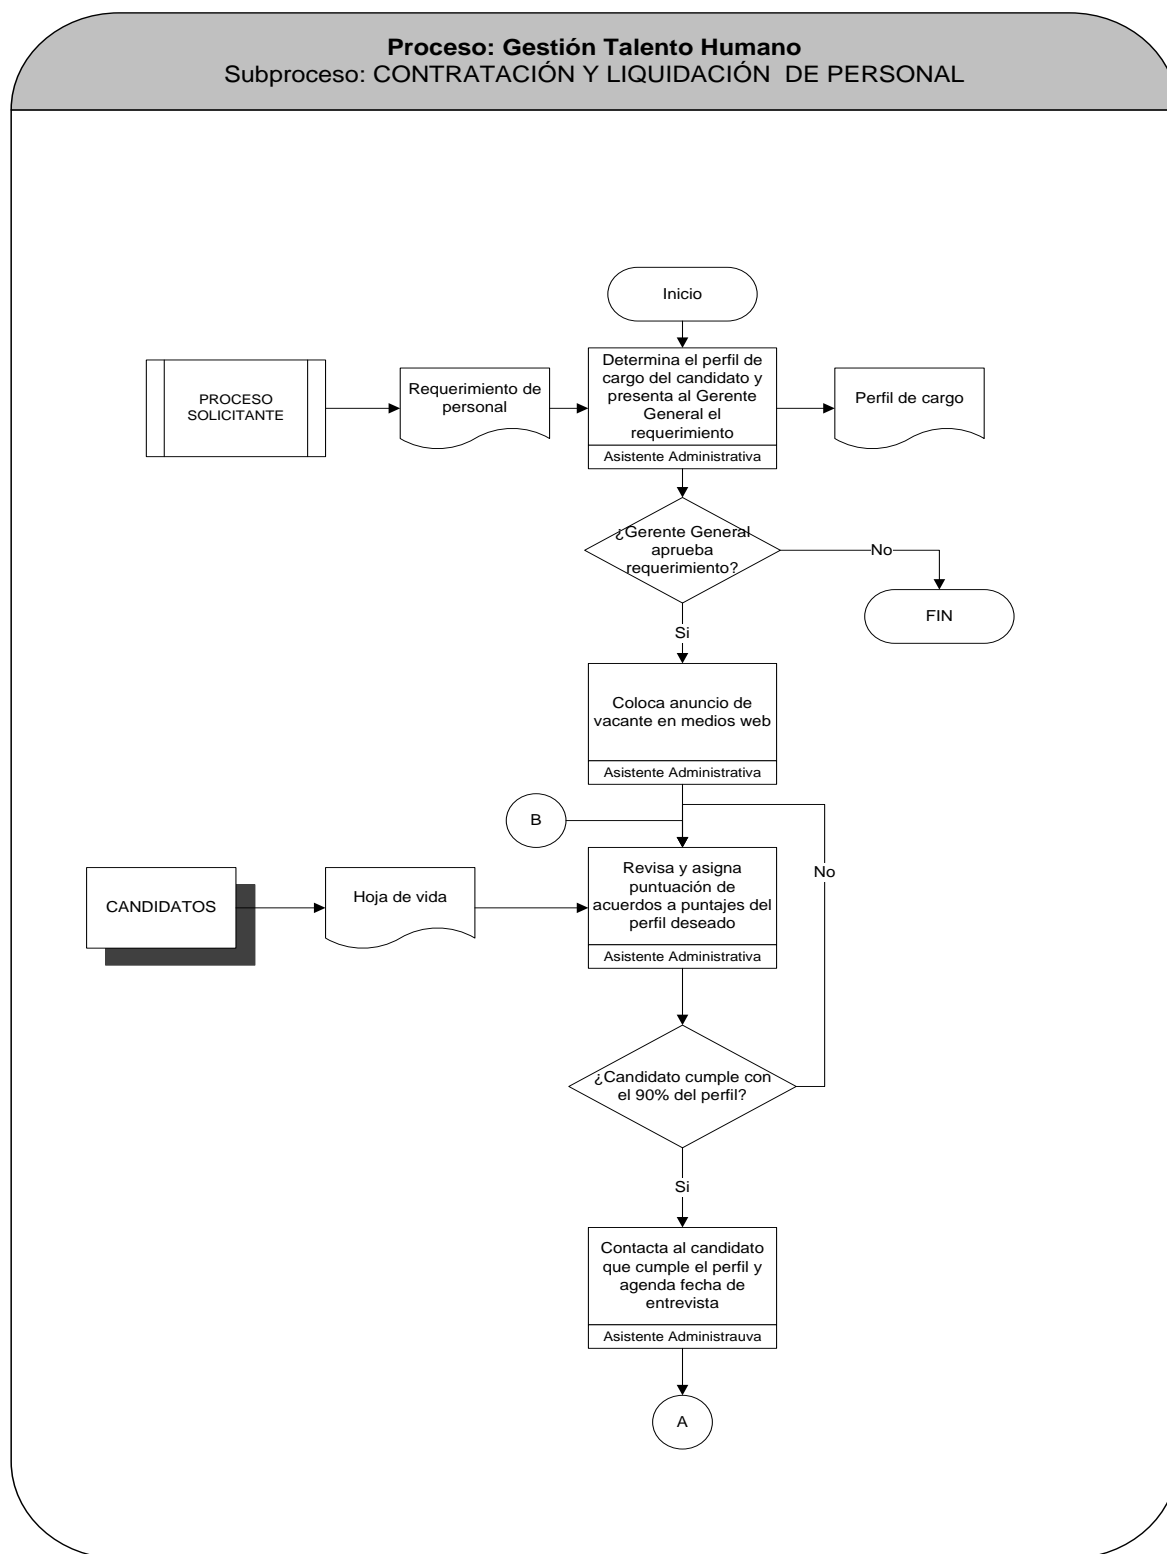 Proceso: Gestión Talento Humano
Subproceso: CONTRATACIÓN Y LIQUIDACIÓN  DE PERSONAL
Inicio
PROCESO
SOLICITANTE
Requerimiento de
personal
Determina el perfil de
cargo del candidato y
presenta al Gerente
General el
requerimiento
Asistente Administrativa
Perfil de cargo
¿Gerente General
aprueba
requerimiento?
No
FIN
Si
Coloca anuncio de
vacante en medios web
Asistente Administrativa
B
CANDIDATOS
Hoja de vida
Revisa y asigna
puntuación de
acuerdos a puntajes del
perfil deseado
Asistente Administrativa
No
¿Candidato cumple con
el 90% del perfil?
Si
Contacta al candidato
que cumple el perfil y
agenda fecha de
entrevista
Asistente Administrauva
A